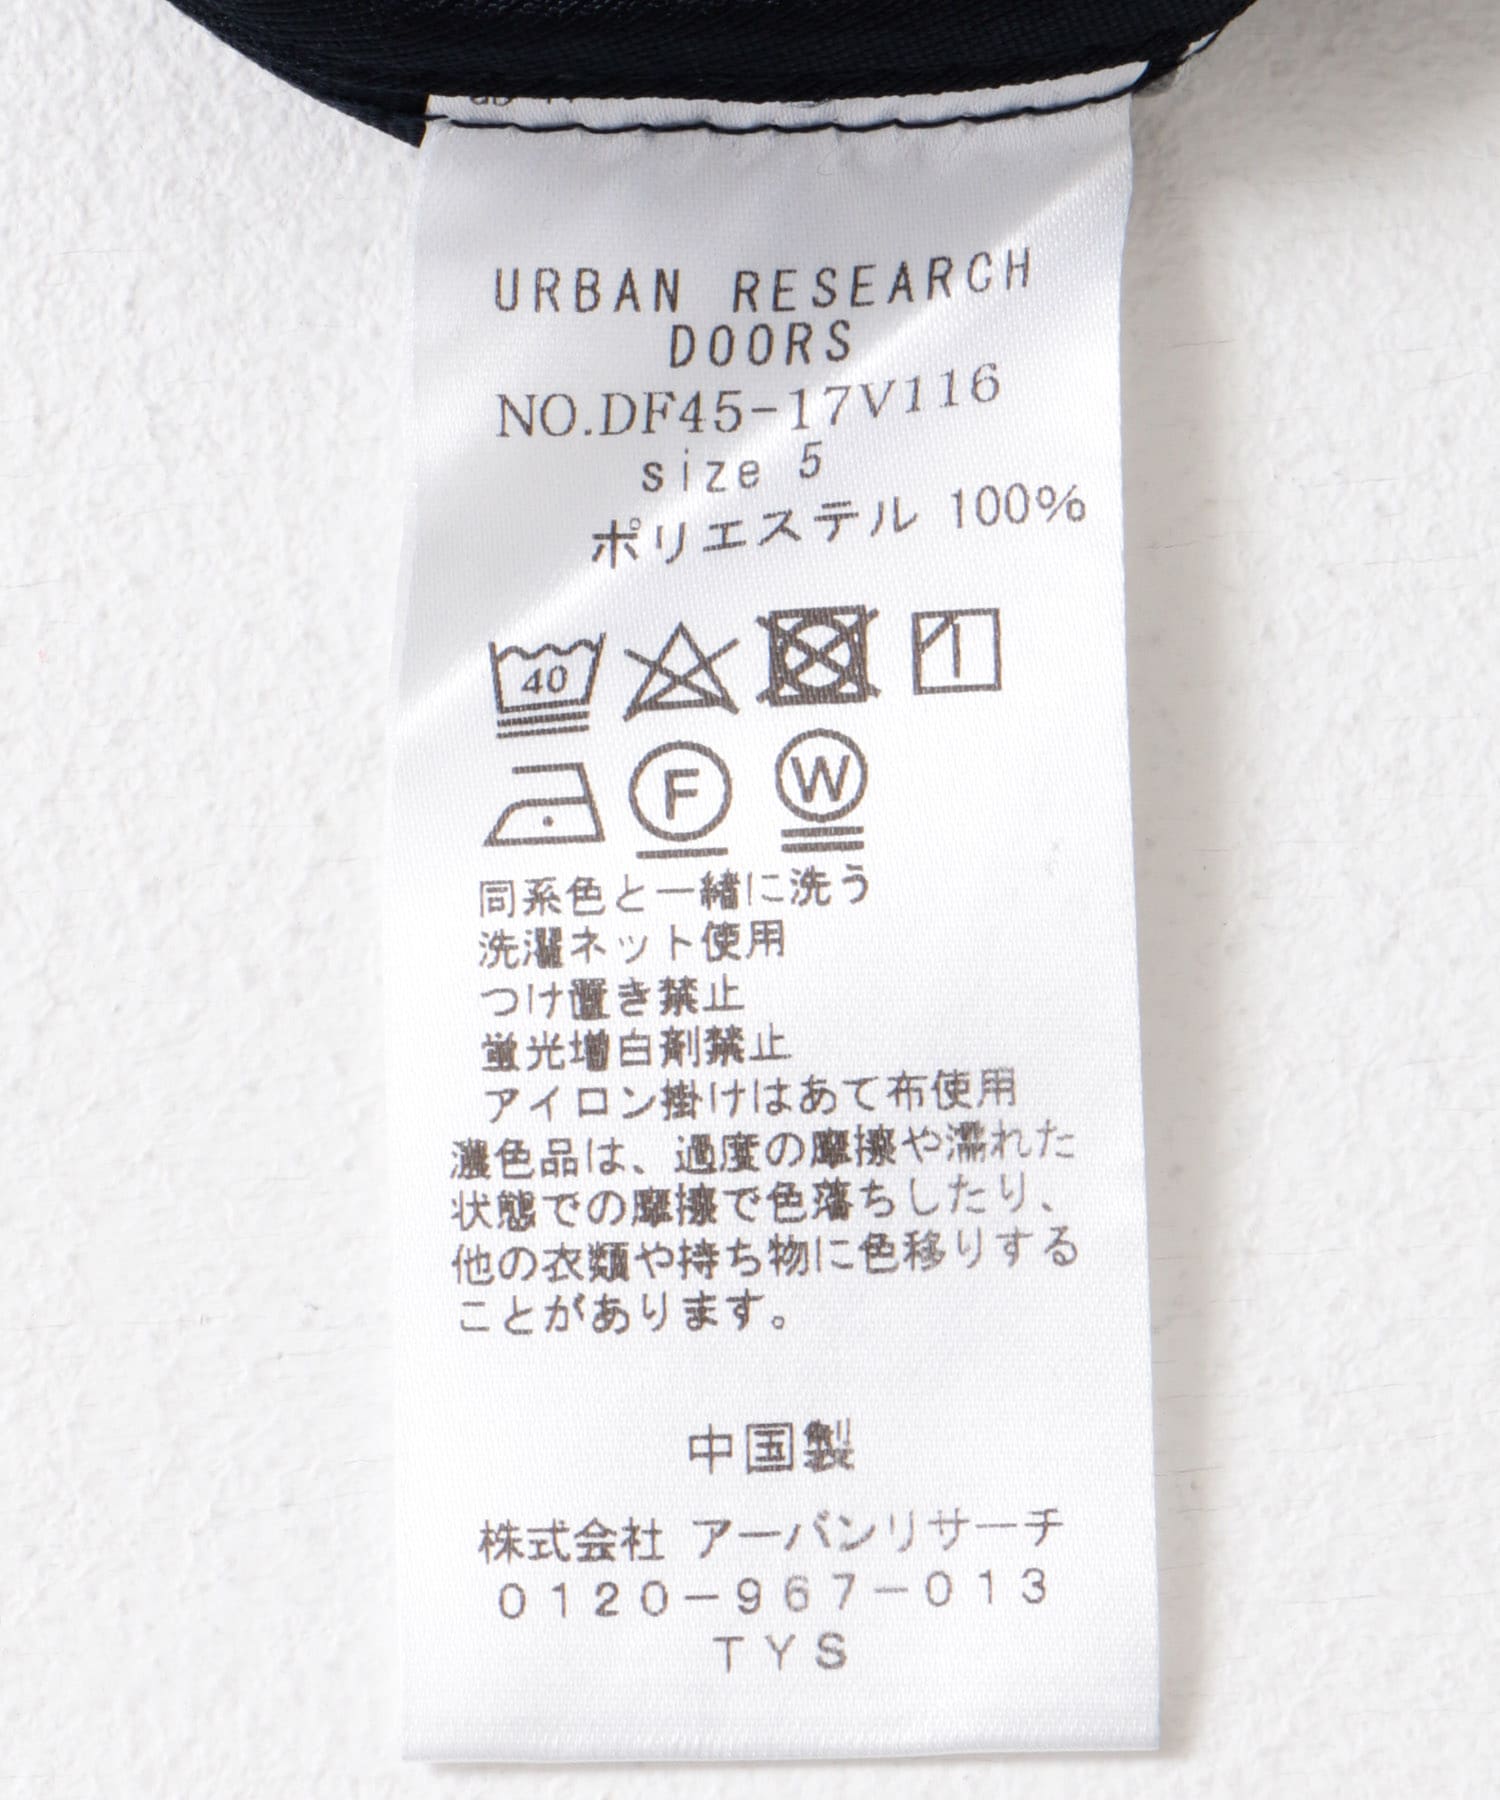 URBAN RESEARCH
DOORS
NO.DF45-17V116
size 5
ポリエステル 100%
40
F
W
同系色と一緒に洗う
洗濯ネット使用
つけ置き禁止
蛍光増白剤禁止
アイロン掛けはあて布使用
濃色品は、過度の摩擦や濡れた
状態での摩擦で色落ちしたり、
他の衣類や持ち物に色移りする
ことがあります。
中国製
株式会社 アーバンリサーチ
0120-967-013
TYS